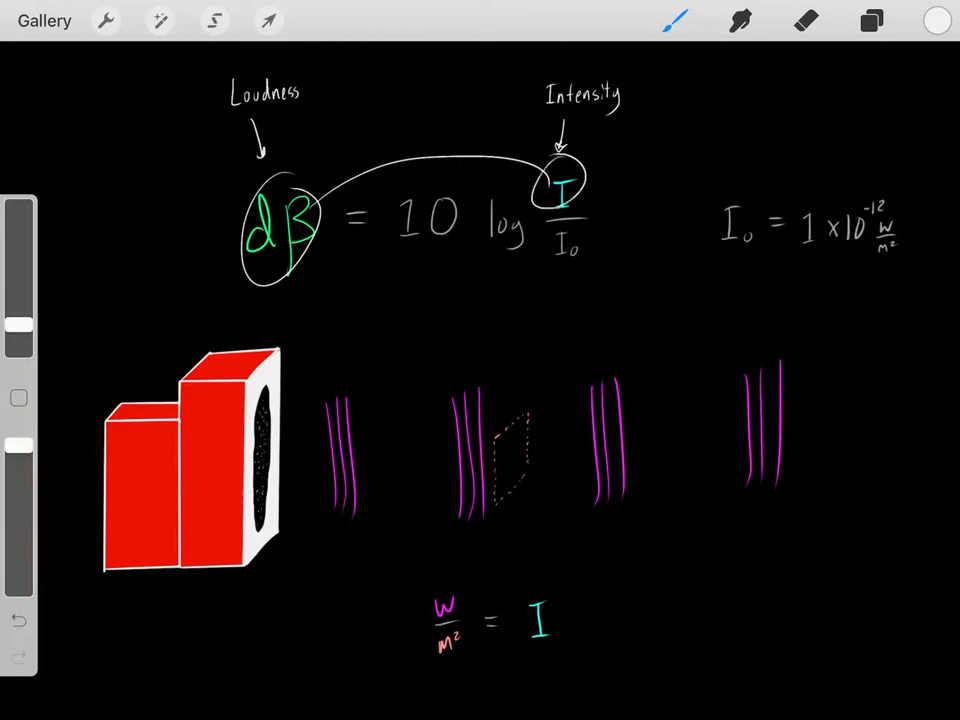 Gallery
Loudness
Intensity
dβ = 10 log I/I₀
I₀ = 1 × 10⁻¹² W/m²
W/m² = I